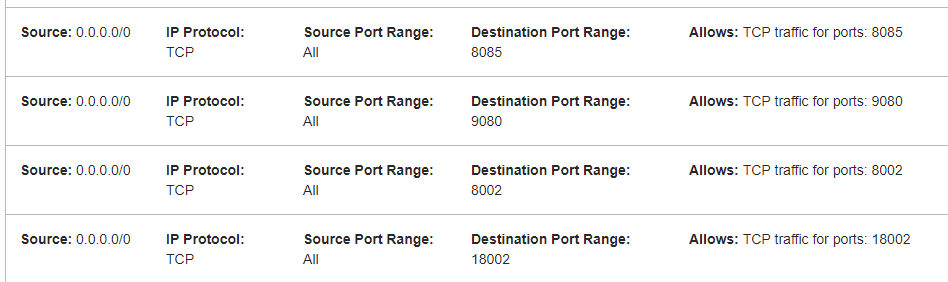 Source: 0.0.0.0/0 IP Protocol: Source Port Range: Destination Port Range: Allows: TCP traffic for ports: 8085
TCP All 8085
Source: 0.0.0.0/0 IP Protocol: Source Port Range: Destination Port Range: Allows: TCP traffic for ports: 9080
TCP All 9080
Source: 0.0.0.0/0 IP Protocol: Source Port Range: Destination Port Range: Allows: TCP traffic for ports: 8002
TCP All 8002
Source: 0.0.0.0/0 IP Protocol: Source Port Range: Destination Port Range: Allows: TCP traffic for ports: 18002
TCP All 18002